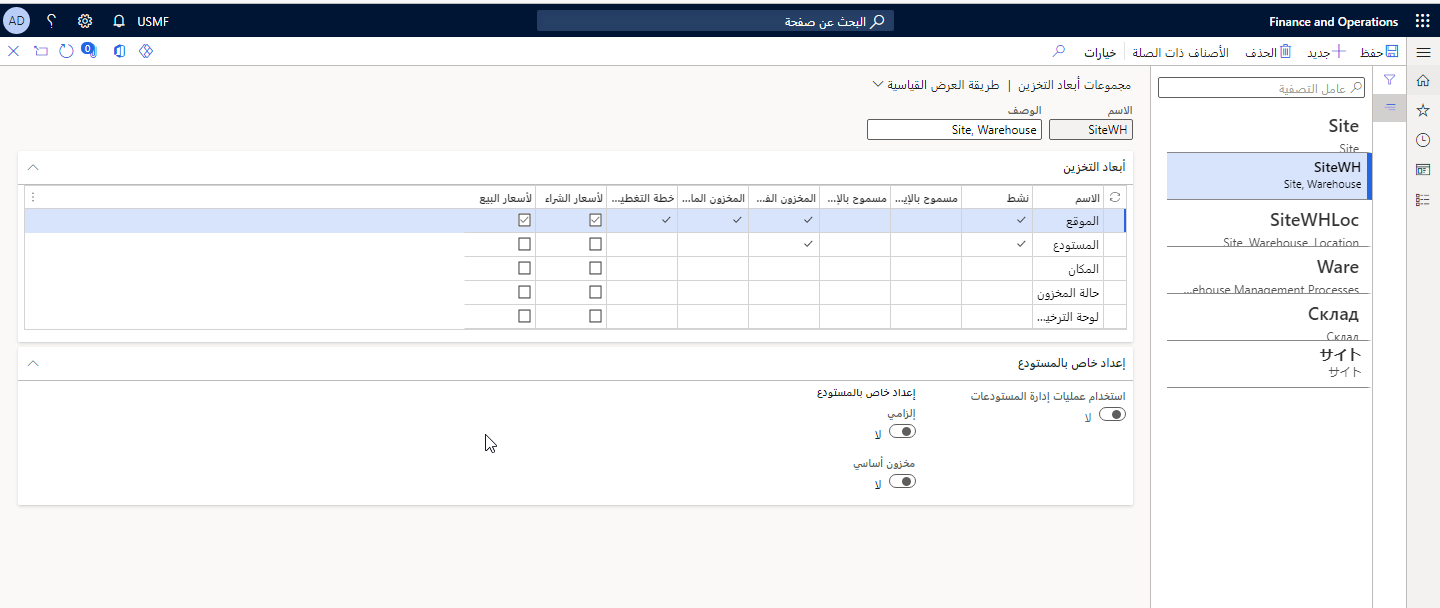 Finance and Operations
البحث عن صفحة
USMF
AD
حفظ
جديد
الحذف
الأصناف ذات الصلة
خيارات
0
عامل التصفية
Site
Site
SiteWH
Site, Warehouse
SiteWHLoc
Site, Warehouse, Location
Ware
...ehouse Management Processes
Склад
Склад
サイト
サイト
مجموعات أبعاد التخزين | طريقة العرض القياسية
الاسم الوصف
SiteWH Site, Warehouse
أبعاد التخزين
الاسم نشط مسموح بالإي... مسموح بالإ... المخزون الف... المخزون الما... خطة التغطي... لأسعار الشراء لأسعار البيع
الموقع
المستودع
المكان
حالة المخزون
لوحة الترخي...
إعداد خاص بالمستودع
استخدام عمليات إدارة المستودعات
لا
إعداد خاص بالمستودع
إلزامي
لا
مخزون أساسي
لا